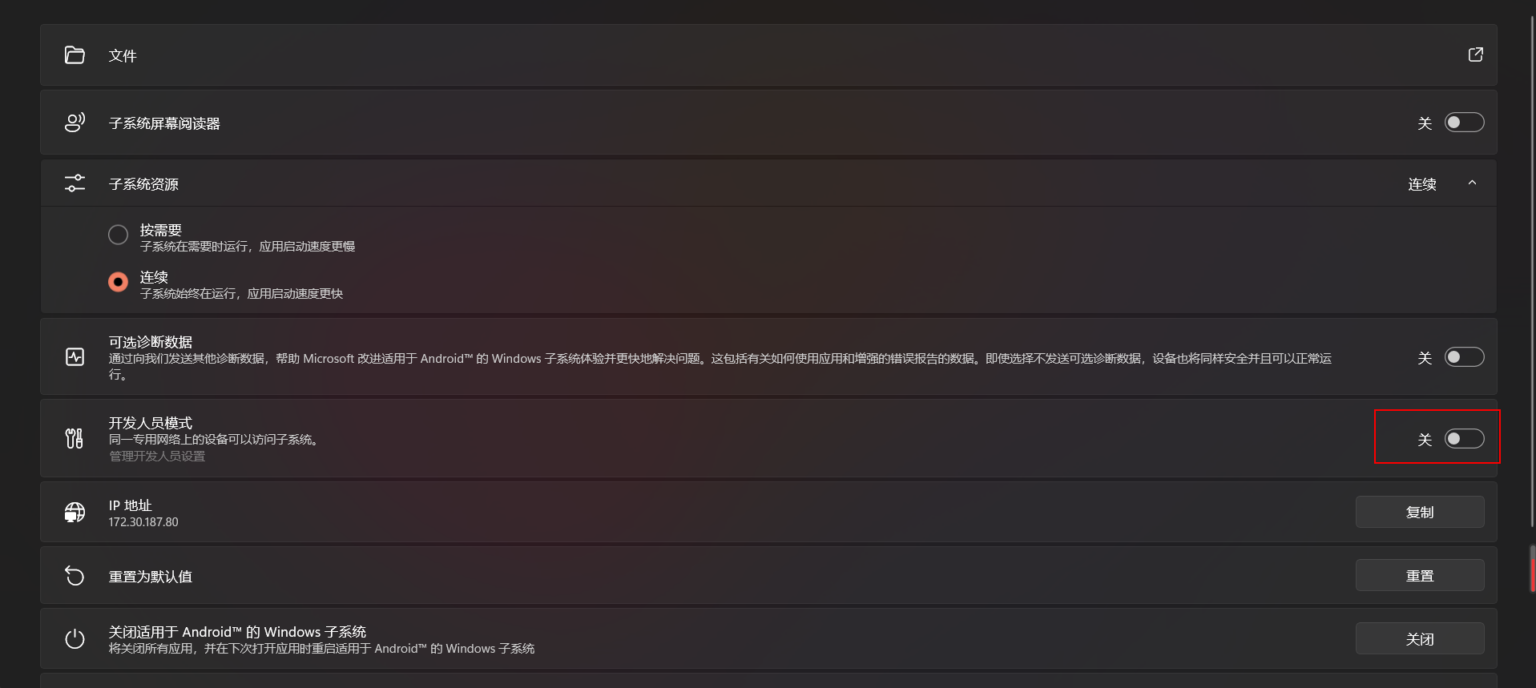 文件
子系统屏幕阅读器
关
子系统资源
连续
按需要
子系统在需要时运行，应用启动速度更慢
连续
子系统始终在运行，应用启动速度更快
可选诊断数据
通过向我们发送其他诊断数据，帮助 Microsoft 改进适用于 Android™ 的 Windows 子系统体验并更快地解决问题。这包括有关如何使用应用和增强的错误报告的数据。即使选择不发送可选诊断数据，设备也将同样安全并且可以正常运
行。
关
开发人员模式
同一专用网络上的设备可以访问子系统。
管理开发人员设置
关
IP 地址
172.30.187.80
复制
重置为默认值
重置
关闭适用于 Android™ 的 Windows 子系统
将关闭所有应用，并在下次打开应用时重启适用于 Android™ 的 Windows 子系统
关闭